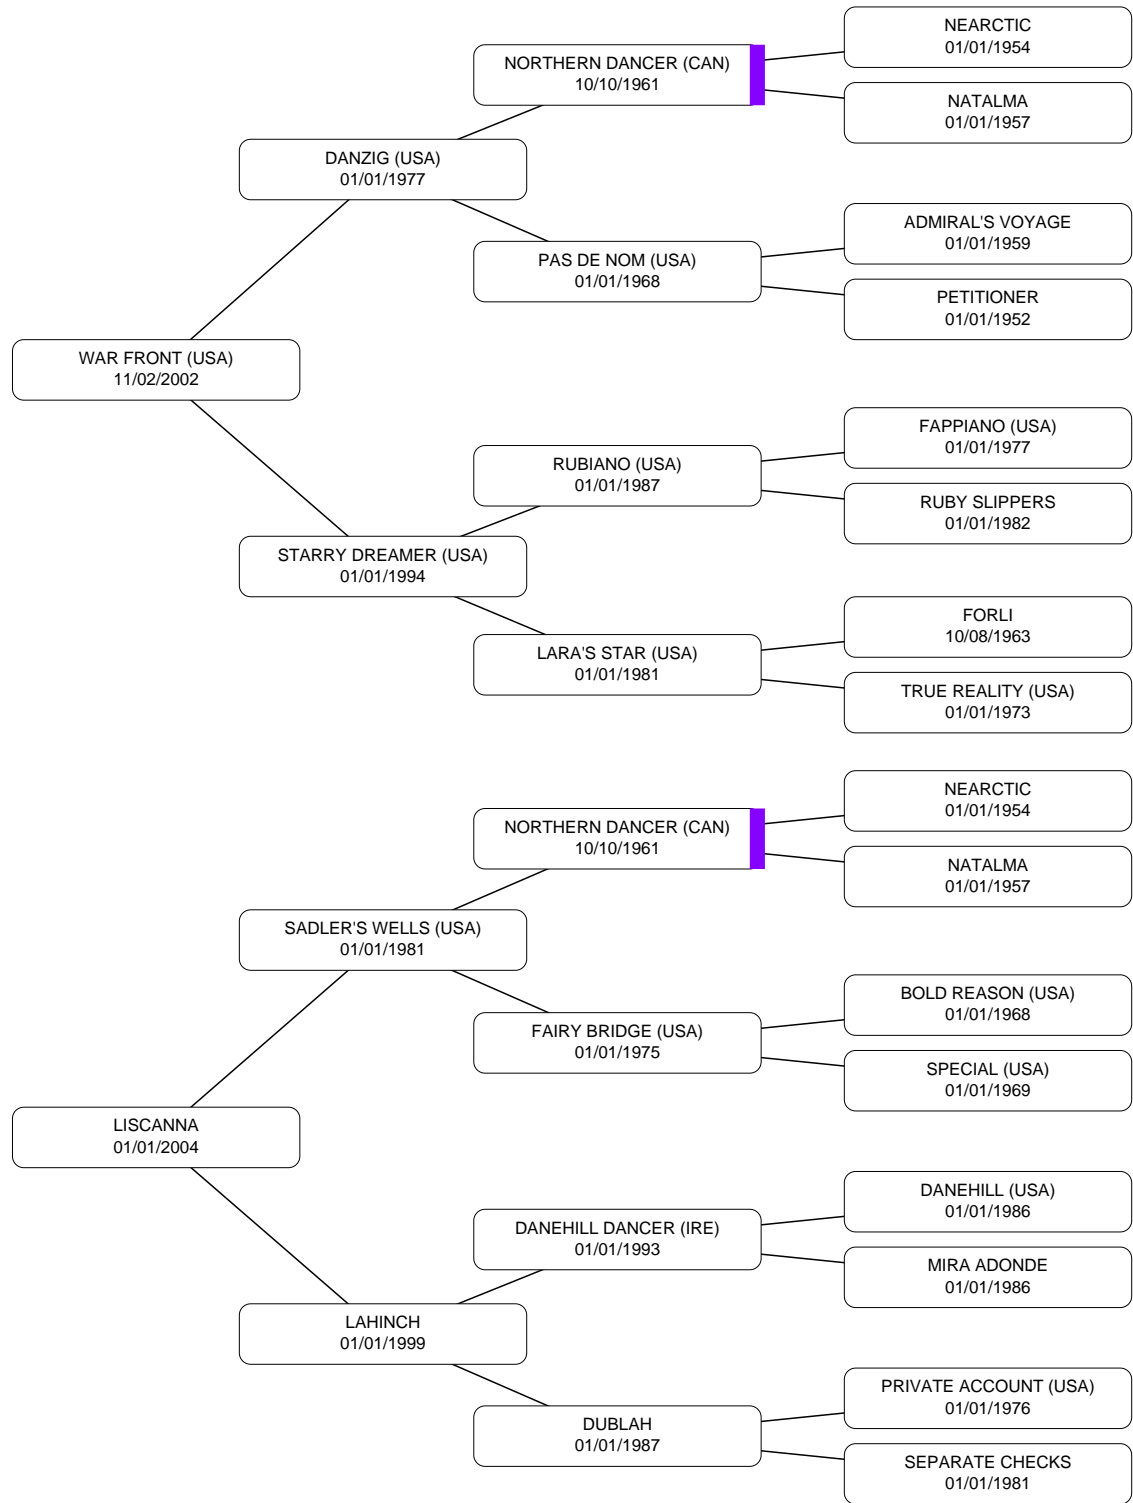 NEARCTIC
01/01/1954
NORTHERN DANCER (CAN)
10/10/1961
NATALMA
01/01/1957
DANZIG (USA)
01/01/1977
ADMIRAL'S VOYAGE
01/01/1959
PAS DE NOM (USA)
01/01/1968
PETITIONER
01/01/1952
WAR FRONT (USA)
11/02/2002
FAPPIANO (USA)
01/01/1977
RUBIANO (USA)
01/01/1987
RUBY SLIPPERS
01/01/1982
STARRY DREAMER (USA)
01/01/1994
FORLI
10/08/1963
LARA'S STAR (USA)
01/01/1981
TRUE REALITY (USA)
01/01/1973
NEARCTIC
01/01/1954
NORTHERN DANCER (CAN)
10/10/1961
NATALMA
01/01/1957
SADLER'S WELLS (USA)
01/01/1981
BOLD REASON (USA)
01/01/1968
FAIRY BRIDGE (USA)
01/01/1975
SPECIAL (USA)
01/01/1969
LISCANNA
01/01/2004
DANEHILL (USA)
01/01/1986
DANEHILL DANCER (IRE)
01/01/1993
MIRA ADONDE
01/01/1986
LAHINCH
01/01/1999
PRIVATE ACCOUNT (USA)
01/01/1976
DUBLAH
01/01/1987
SEPARATE CHECKS
01/01/1981